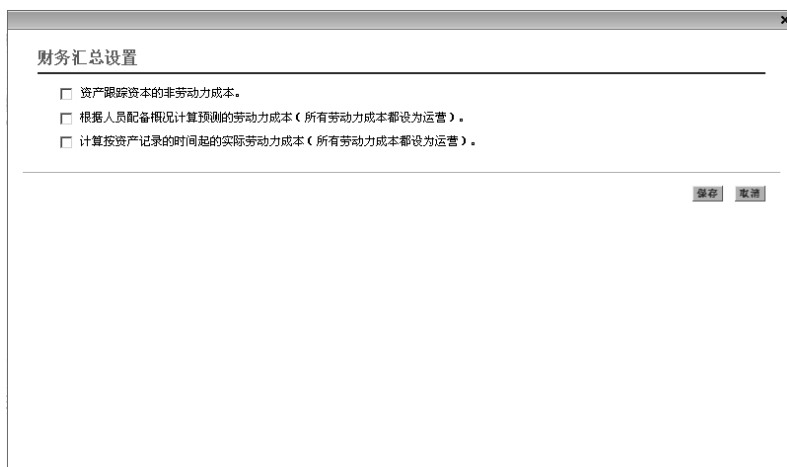 财务汇总设置
资产跟踪资本的非劳动力成本。
根据人员配备概况计算预测的劳动力成本（所有劳动力成本都设为运营）。
计算按资产记录的时间起的实际劳动力成本（所有劳动力成本都设为运营）。
保存 取消